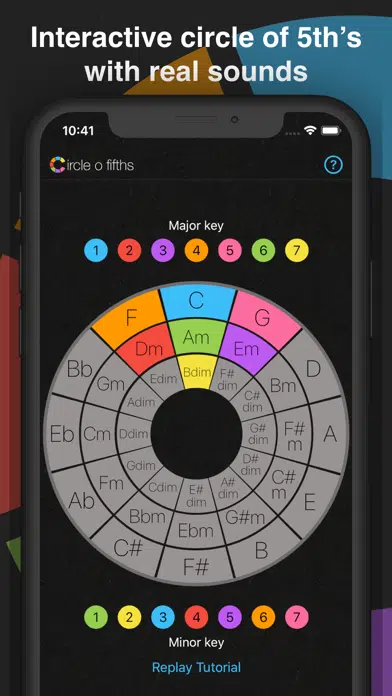 Interactive circle of 5th's
with real sounds
10:41
Circle o fifths
?
Major key
1 2 3 4 5 6 7
F C G
Dm Am Em
Bb D
Gm Edim Bdim F#dim Bm
Adim C#dim
Eb Cm Ddim G#dim F#m A
Gdim D#dim
Ab Fm Cdim E#dim A#dim C#m E
Bbm Ebm G#m
C# F# B
1 2 3 4 5 6 7
Minor key
Replay Tutorial